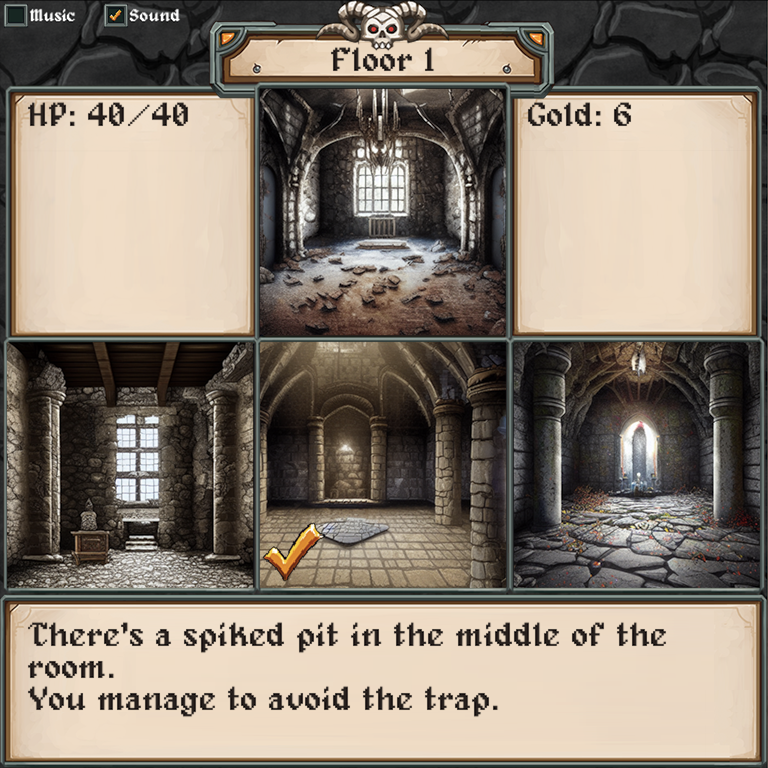 Music
Sound
Floor 1
HP: 40/40
Gold: 6
There's a spiked pit in the middle of the
room.
You manage to avoid the trap.